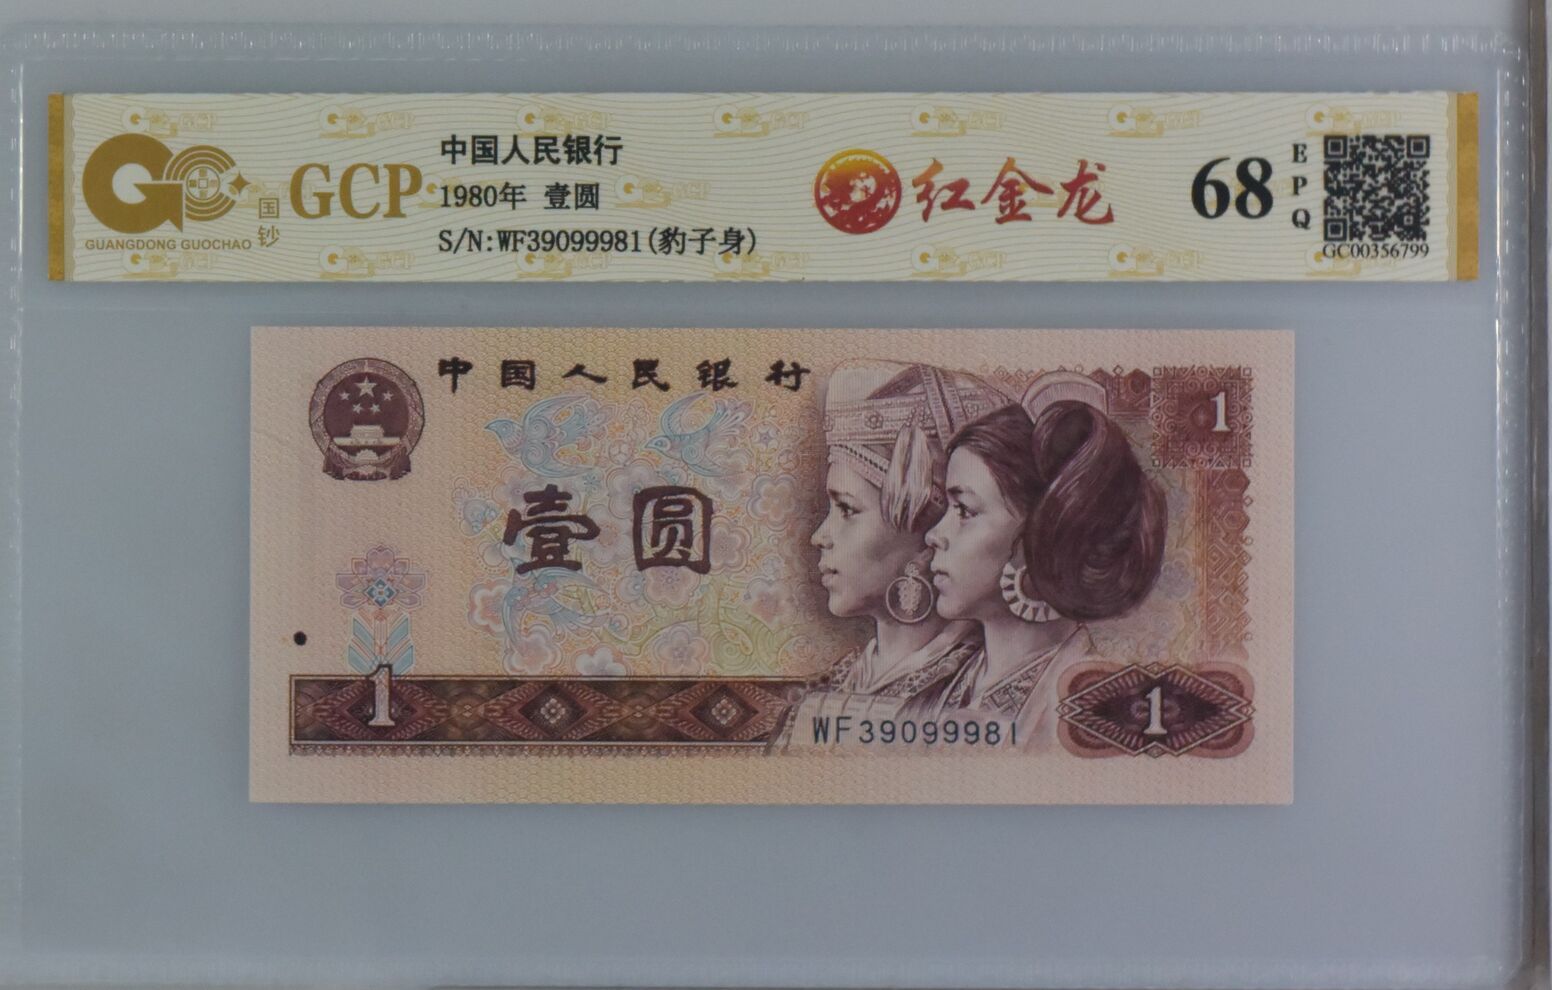 GUANGDONG GUOCHAO
国钞
GCP
中国人民银行
1980年 壹圆
S/N:WF39099981(豹子身)
红金龙
68
EPQ
GC00356799
中国人民银行
1
壹圆
1
WF39099981
1